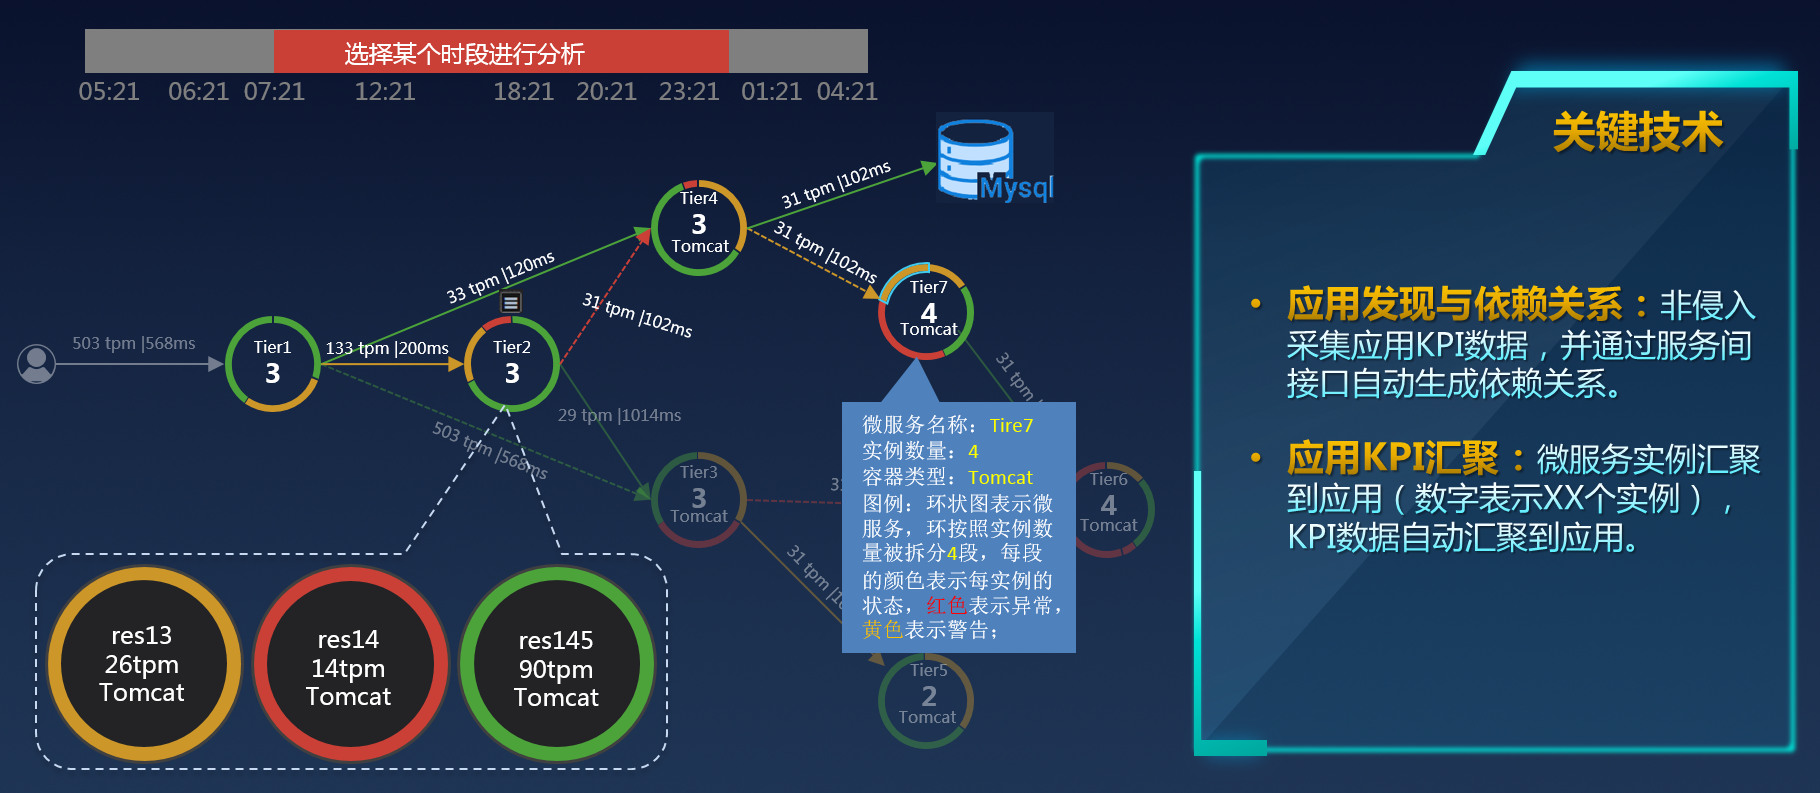 选择某个时段进行分析
05:21 06:21 07:21 12:21 18:21 20:21 23:21 01:21 04:21
503 tpm |568ms
Tier1
3
33 tpm |120ms
133 tpm |200ms
Tier2
3
31 tpm |102ms
29 tpm |1014ms
503 tpm |568ms
Tier4
3
Tomcat
31 tpm |102ms
Mysql
31 tpm |102ms
Tier7
4
Tomcat
31 tpm |
Tier3
3
Tomcat
31 tpm |
Tier6
4
Tomcat
Tier5
2
Tomcat
微服务名称：Tire7
实例数量：4
容器类型：Tomcat
图例：环状图表示微
服务，环按照实例数
量被拆分4段，每段
的颜色表示每实例的
状态，红色表示异常，
黄色表示警告；
res13
26tpm
Tomcat
res14
14tpm
Tomcat
res145
90tpm
Tomcat
关键技术
• 应用发现与依赖关系：非侵入
采集应用KPI数据，并通过服务间
接口自动生成依赖关系。
• 应用KPI汇聚：微服务实例汇聚
到应用（数字表示XX个实例），
KPI数据自动汇聚到应用。